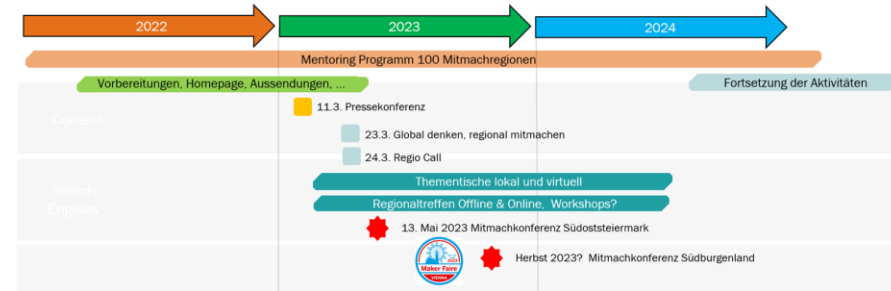 2022
2023
2024
Mentoring Programm 100 Mitmachregionen
Vorbereitungen, Homepage, Aussendungen, ...
Fortsetzung der Aktivitäten
11.3. Pressekonferenz
Content
23.3. Global denken, regional mitmachen
24.3. Regio Call
Thementische lokal und virtuell
Search
Engines
Regionaltreffen Offline & Online, Workshops?
13. Mai 2023 Mitmachkonferenz Südoststeiermark
Maker Faire
VIENNA
Herbst 2023? Mitmachkonferenz Südburgenland